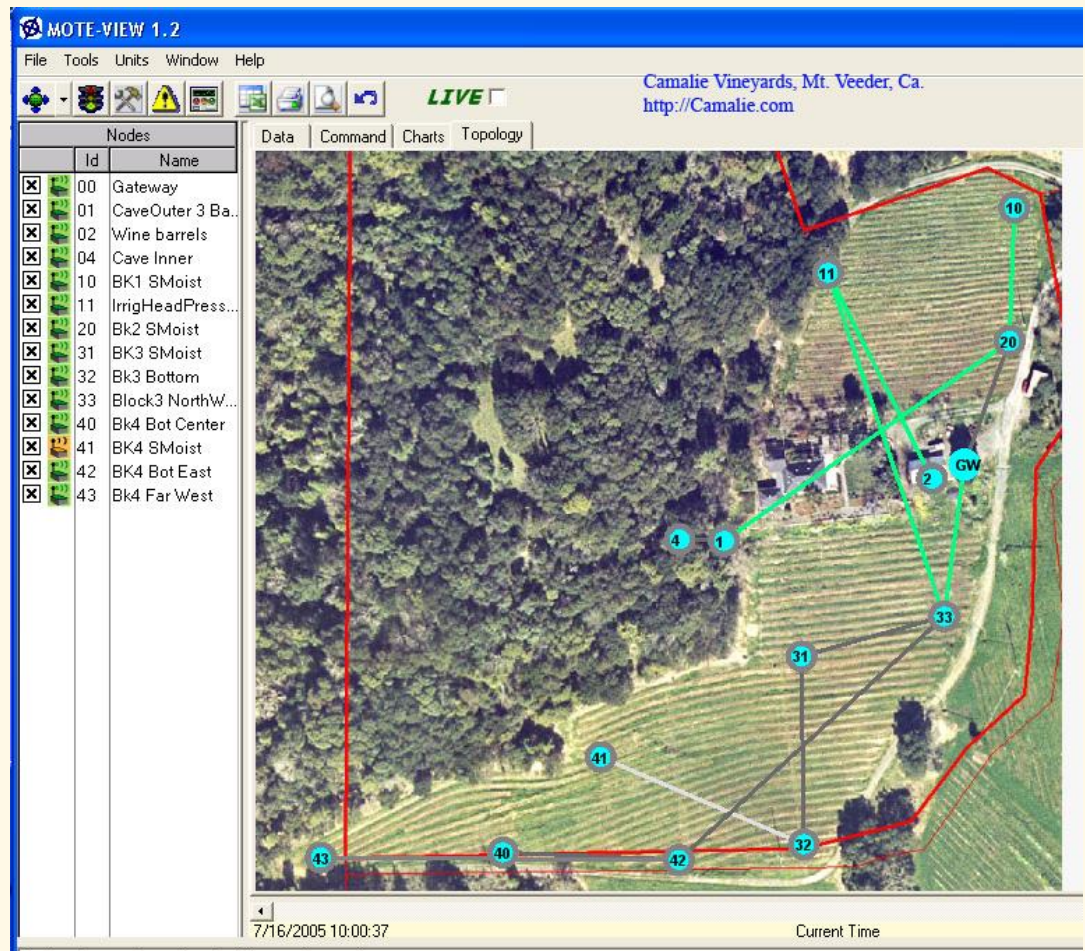 MOTE-VIEW 1.2
File Tools Units Window Help
LIVE
Camalie Vineyards, Mt. Veeder, Ca.
http://Camalie.com
Nodes
Data Command Charts Topology
Id Name
00 Gateway
01 CaveOuter 3 Ba..
02 Wine barrels
04 Cave Inner
10 BK1 SMoist
11 IrrigHeadPress...
20 Bk2 SMoist
31 BK3 SMoist
32 Bk3 Bottom
33 Block3 NorthW...
40 Bk4 Bot Center
41 BK4 SMoist
42 BK4 Bot East
43 Bk4 Far West
10
11
20
GW
2
4 1
33
31
41
32
40
42
43
7/16/2005 10:00:37 Current Time